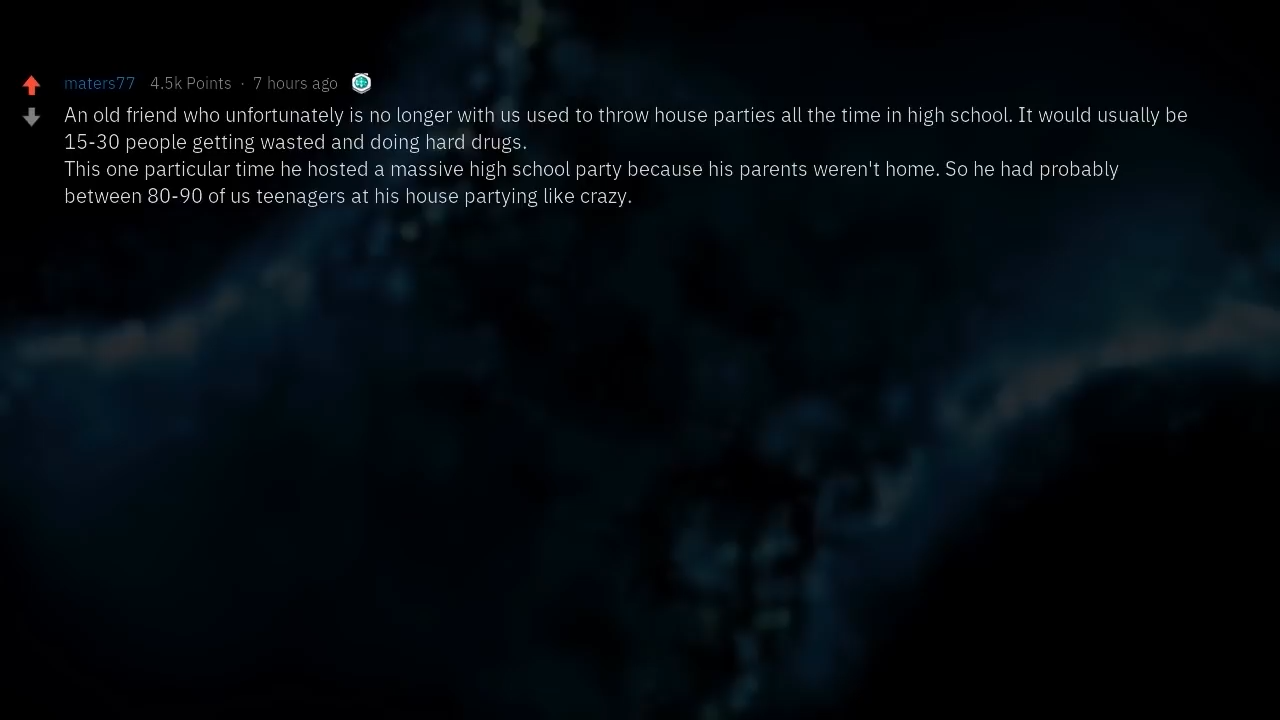 maters77 4.5k Points · 7 hours ago
An old friend who unfortunately is no longer with us used to throw house parties all the time in high school. It would usually be
15-30 people getting wasted and doing hard drugs.
This one particular time he hosted a massive high school party because his parents weren't home. So he had probably
between 80-90 of us teenagers at his house partying like crazy.